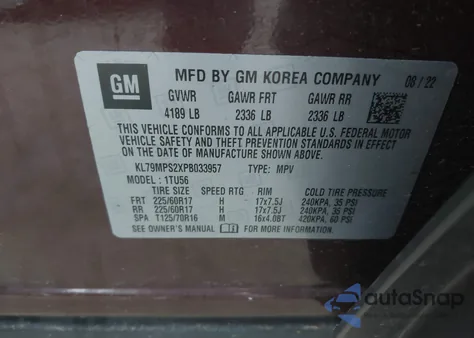 GM
MFD BY GM KOREA COMPANY 08/22
GVWR GAWR FRT GAWR RR
4189 LB 2336 LB 2336 LB
THIS VEHICLE CONFORMS TO ALL APPLICABLE U.S. FEDERAL MOTOR
VEHICLE SAFETY, BUMPER, AND THEFT PREVENTION STANDARDS IN
EFFECT ON THE DATE OF MANUFACTURE SHOWN ABOVE.
KL79MPS2XPB033957 TYPE: MPV
MODEL: 1TU56
TIRE SIZE SPEED RTG RIM COLD TIRE PRESSURE
FRT 225/60R17 H 17x7.5J 240KPA, 35 PSI
RR 225/60R17 H 17x7.5J 240KPA, 35 PSI
SPA T125/70R16 M 16x4.0BT 420KPA, 60 PSI
SEE OWNER'S MANUAL FOR ADDITIONAL INFORMATION
autaSnap